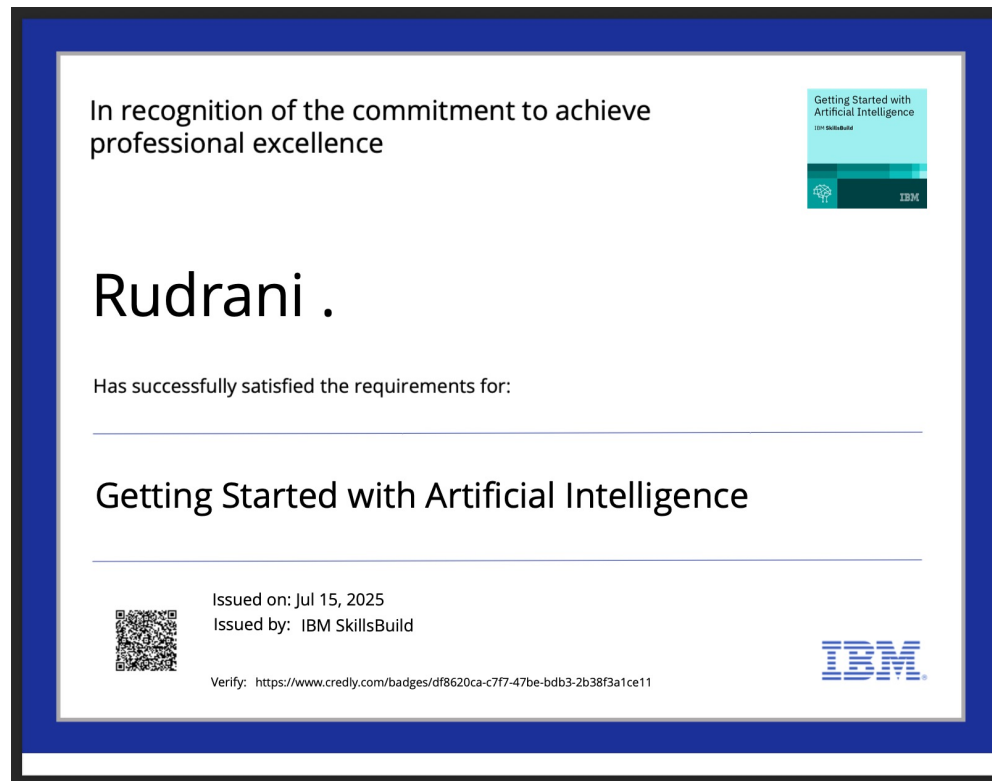 In recognition of the commitment to achieve
professional excellence
Getting Started with
Artificial Intelligence
IBM SkillsBuild
IBM
Rudrani .
Has successfully satisfied the requirements for:
Getting Started with Artificial Intelligence
Issued on: Jul 15, 2025
Issued by: IBM SkillsBuild
Verify: https://www.credly.com/badges/df8620ca-c7f7-47be-bdb3-2b38f3a1ce11
IBM®